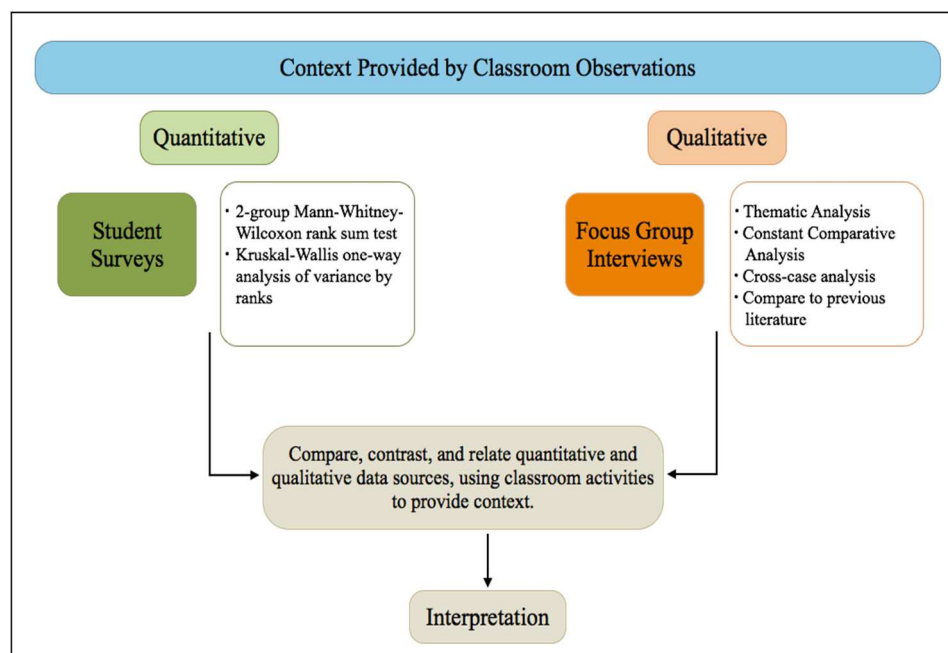 Context Provided by Classroom Observations
Quantitative
Qualitative
Student
Surveys
• 2-group Mann-Whitney-
Wilcoxon rank sum test
• Kruskal-Wallis one-way
analysis of variance by
ranks
Focus Group
Interviews
• Thematic Analysis
• Constant Comparative
Analysis
• Cross-case analysis
• Compare to previous
literature
Compare, contrast, and relate quantitative and
qualitative data sources, using classroom activities
to provide context.
Interpretation